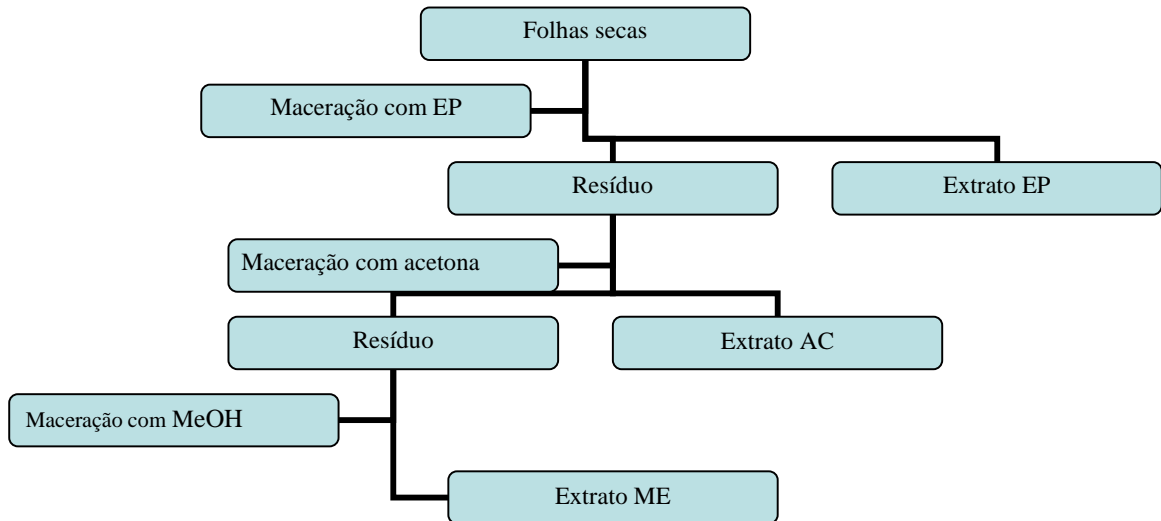 Folhas secas
Maceração com EP
Resíduo
Extrato EP
Maceração com acetona
Resíduo
Extrato AC
Maceração com MeOH
Extrato ME